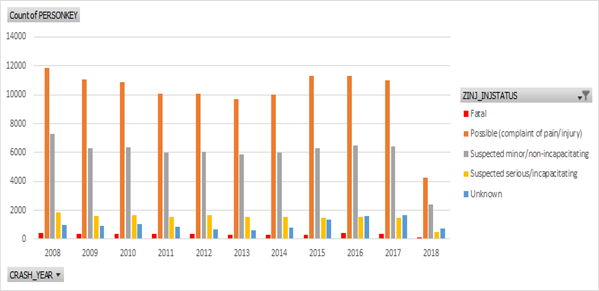 Count of PERSONKEY
14000
12000
10000
8000
6000
4000
2000
0
2008 2009 2010 2011 2012 2013 2014 2015 2016 2017 2018
CRASH_YEAR
ZINJ_INJSTATUS
Fatal
Possible (complaint of pain/injury)
Suspected minor/non-incapacitating
Suspected serious/incapacitating
Unknown